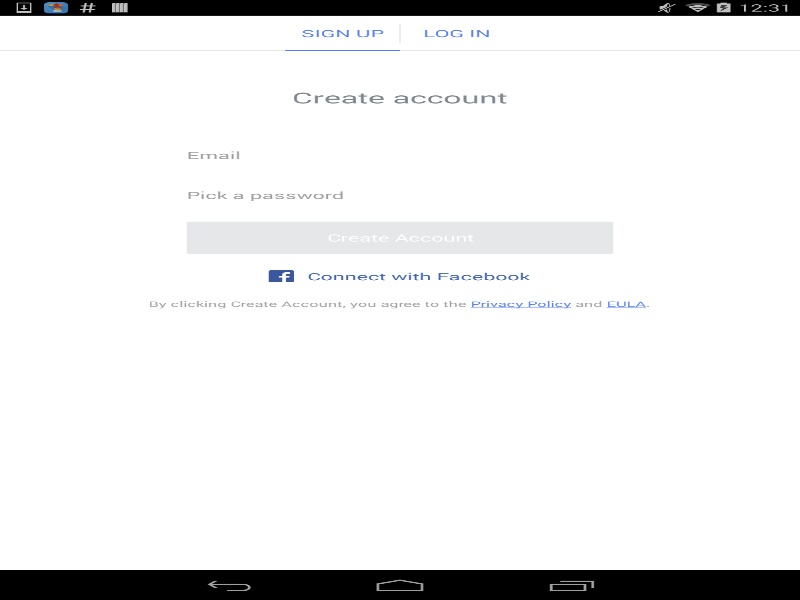 12:31
SIGN UP
LOG IN
Create account
Email
Pick a password
Create Account
Connect with Facebook
By clicking Create Account, you agree to the Privacy Policy and EULA.